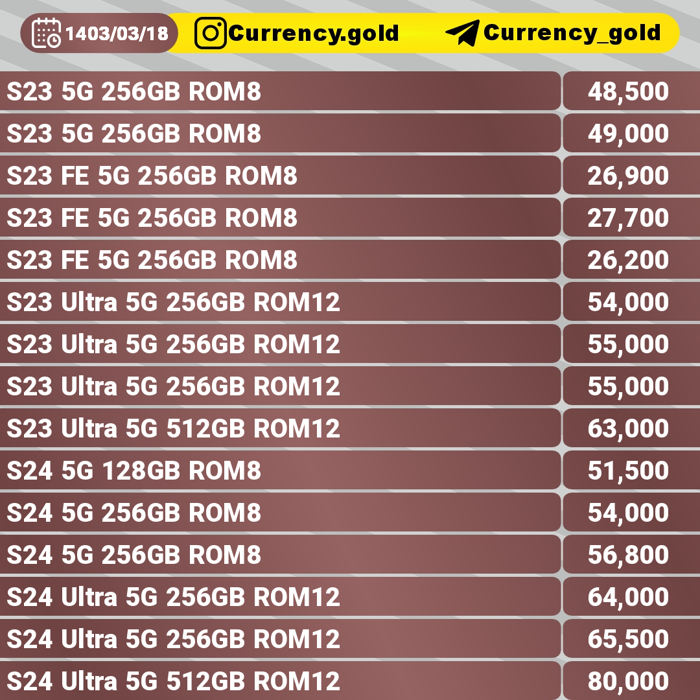 1403/03/18 Currency.gold Currency_gold
S23 5G 256GB ROM8 48,500
S23 5G 256GB ROM8 49,000
S23 FE 5G 256GB ROM8 26,900
S23 FE 5G 256GB ROM8 27,700
S23 FE 5G 256GB ROM8 26,200
S23 Ultra 5G 256GB ROM12 54,000
S23 Ultra 5G 256GB ROM12 55,000
S23 Ultra 5G 256GB ROM12 55,000
S23 Ultra 5G 512GB ROM12 63,000
S24 5G 128GB ROM8 51,500
S24 5G 256GB ROM8 54,000
S24 5G 256GB ROM8 56,800
S24 Ultra 5G 256GB ROM12 64,000
S24 Ultra 5G 256GB ROM12 65,500
S24 Ultra 5G 512GB ROM12 80,000